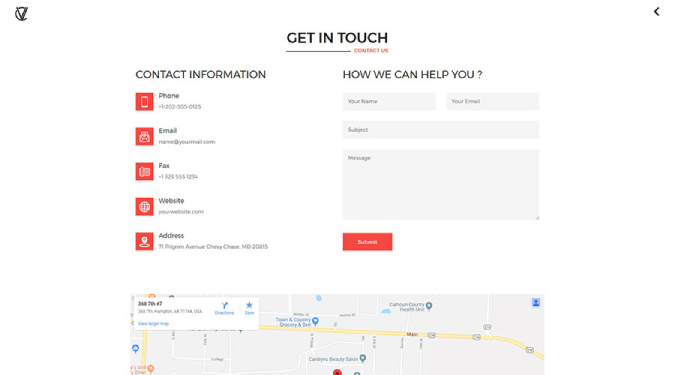 GET IN TOUCH
CONTACT US
CONTACT INFORMATION
HOW WE CAN HELP YOU ?
Phone
+1-202-555-0125
Email
name@yourmail.com
Fax
+1 323 555 1234
Website
yourwebsite.com
Address
71 Pilgrim Avenue Chevy Chase, MD 20815
Your Name
Your Email
Subject
Message
Submit
368 7th #7
368 7th, Hampton, AR 71744, USA
View larger map
Directions
Save
Calhoun County
Health Unit
Town & Country
Grocery & Deli
Main
Carolyns Beauty Salon
College